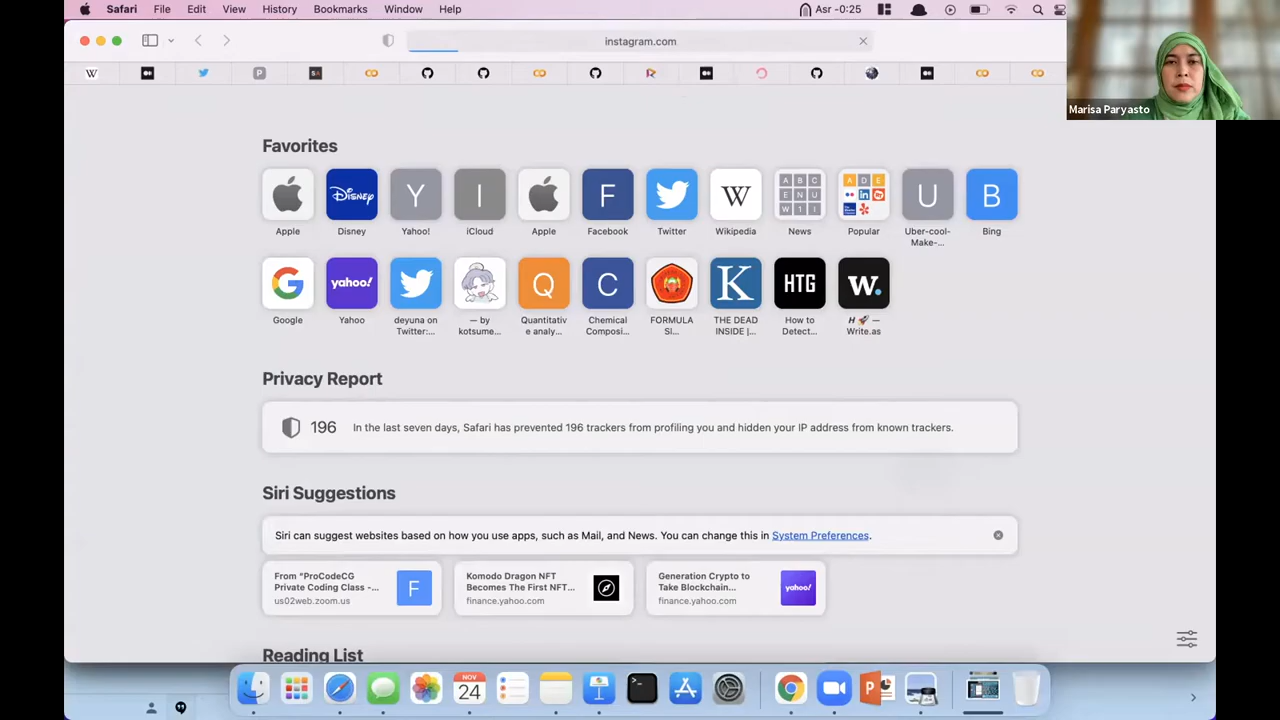 Safari File Edit View History Bookmarks Window Help
Asr -0:25
instagram.com
W P SA
Marisa Paryasto
Favorites
DISNEY Y I F W A B C E N U W 1 I A D E U B
Apple Disney Yahoo! iCloud Apple Facebook Twitter Wikipedia News Popular Uber-cool-Make-... Bing
G yahoo! Q C K HTG w.
Google Yahoo deyuna on Twitter:... — by kotsume... Quantitativ e analy... Chemical Composi... FORMULA SI... THE DEAD INSIDE |... How to Detect... H 🚀 — Write.as
Privacy Report
196 In the last seven days, Safari has prevented 196 trackers from profiling you and hidden your IP address from known trackers.
Siri Suggestions
Siri can suggest websites based on how you use apps, such as Mail, and News. You can change this in System Preferences.
From "ProCodeCG Private Coding Class -... us02web.zoom.us
F
Komodo Dragon NFT Becomes The First NFT... finance.yahoo.com
Generation Crypto to Take Blockchain... finance.yahoo.com
yahoo!
Reading List
NOV 24